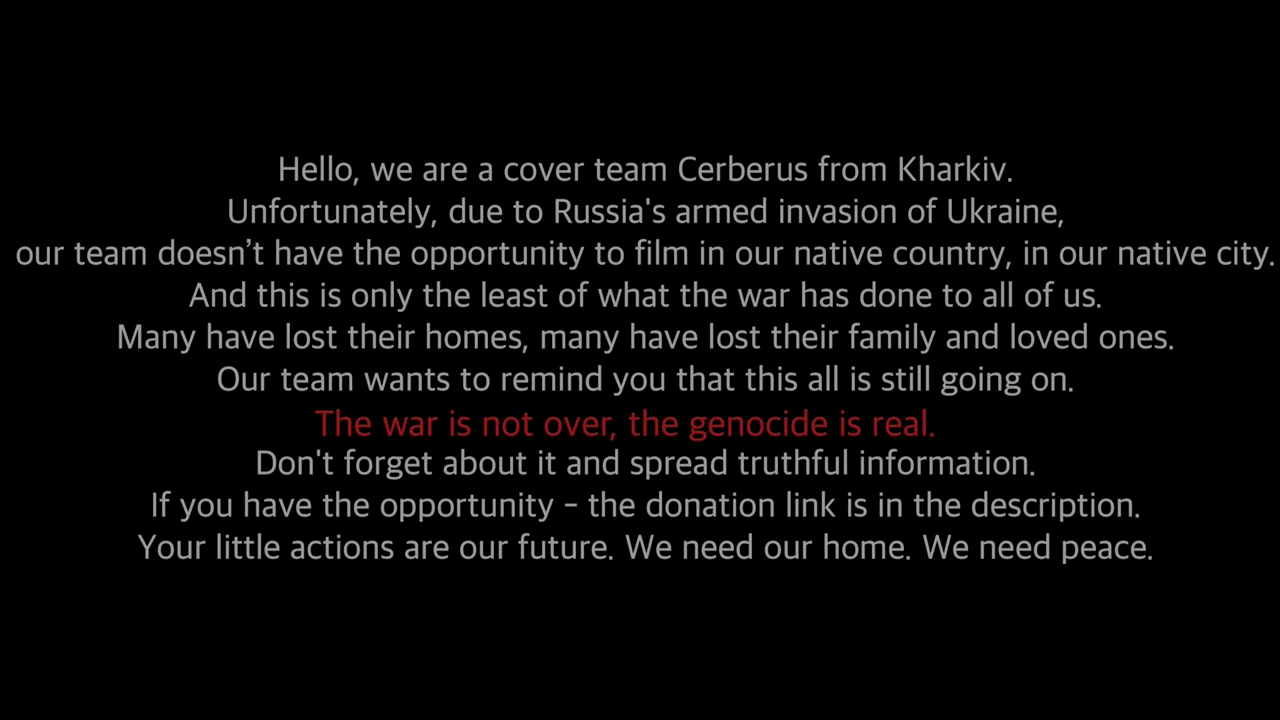 Hello, we are a cover team Cerberus from Kharkiv.
Unfortunately, due to Russia's armed invasion of Ukraine,
our team doesn’t have the opportunity to film in our native country, in our native city.
And this is only the least of what the war has done to all of us.
Many have lost their homes, many have lost their family and loved ones.
Our team wants to remind you that this all is still going on.
The war is not over, the genocide is real.
Don't forget about it and spread truthful information.
If you have the opportunity – the donation link is in the description.
Your little actions are our future. We need our home. We need peace.